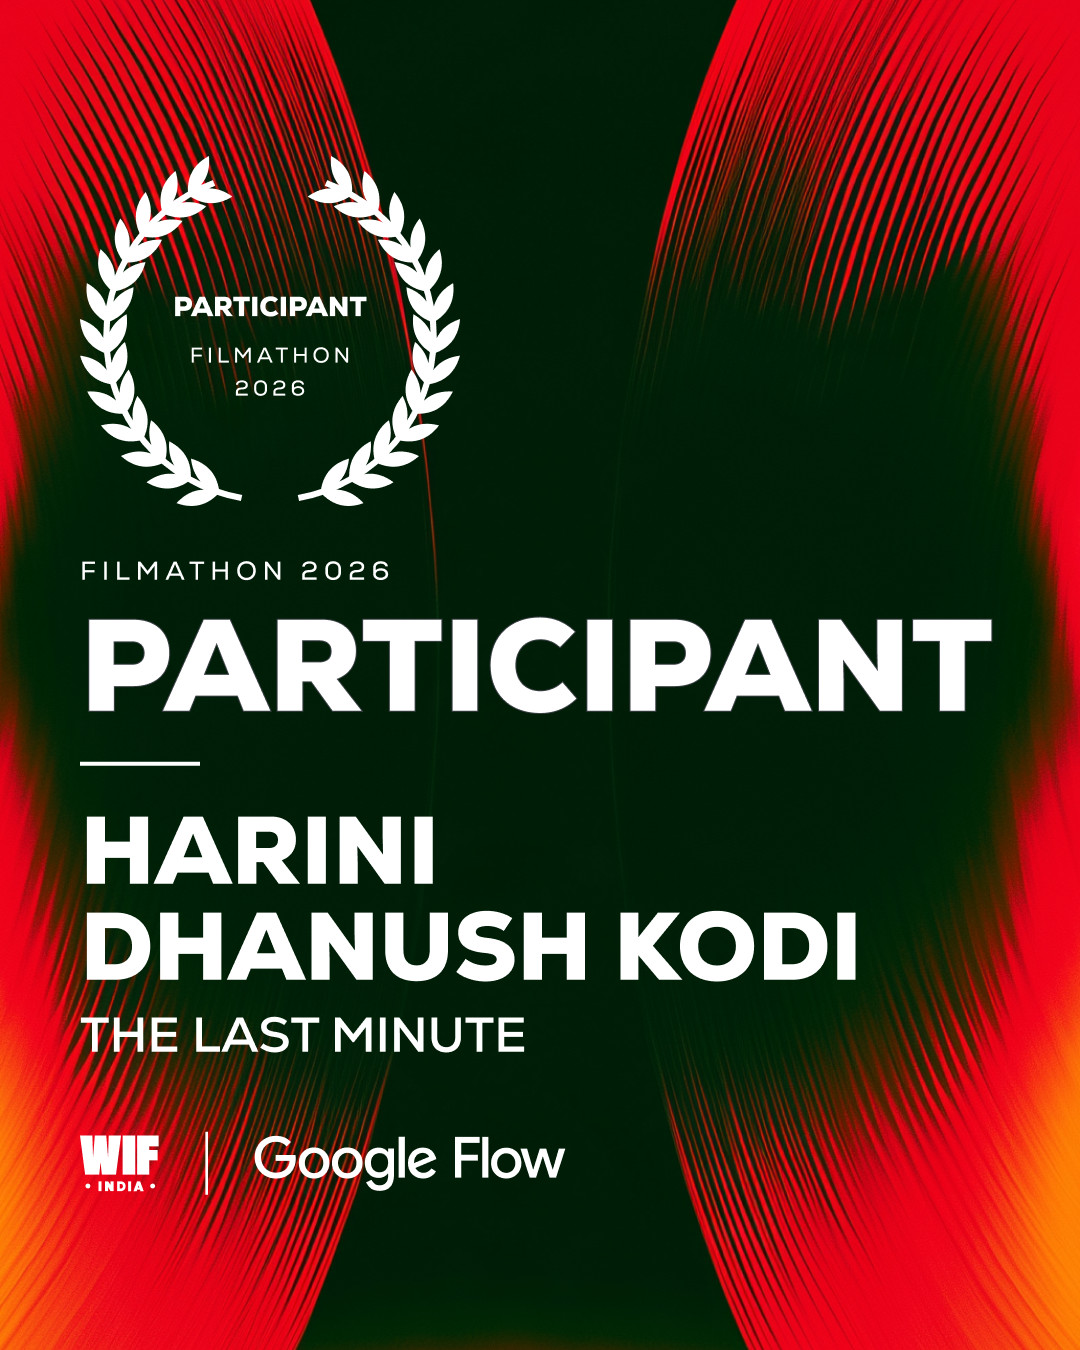 PARTICIPANT
FILMATHON
2026
FILMATHON 2026
PARTICIPANT
HARINI
DHANUSH KODI
THE LAST MINUTE
WIF
• INDIA •
Google Flow